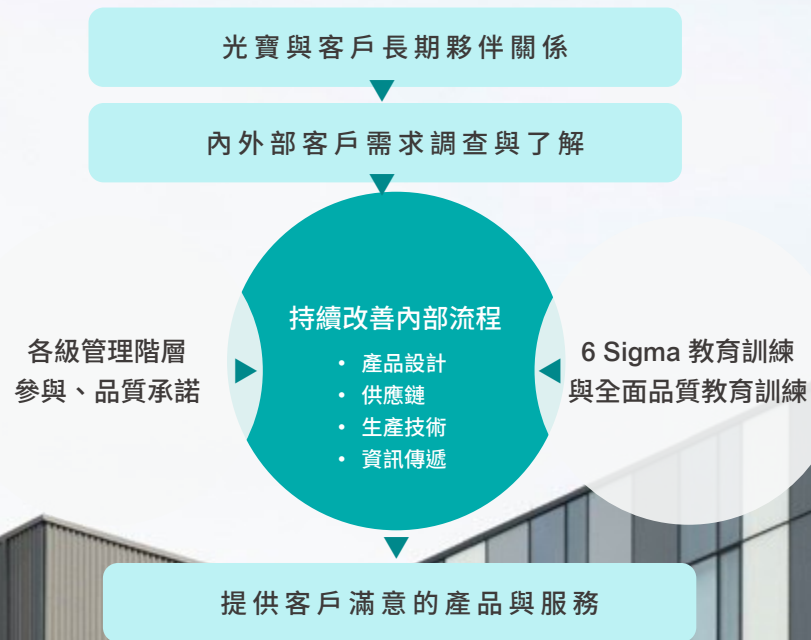 光寶與客戶長期夥伴關係
內外部客戶需求調查與了解
持續改善內部流程
• 產品設計
• 供應鏈
• 生產技術
• 資訊傳遞
各級管理階層
參與、品質承諾
6 Sigma 教育訓練
與全面品質教育訓練
提供客戶滿意的產品與服務